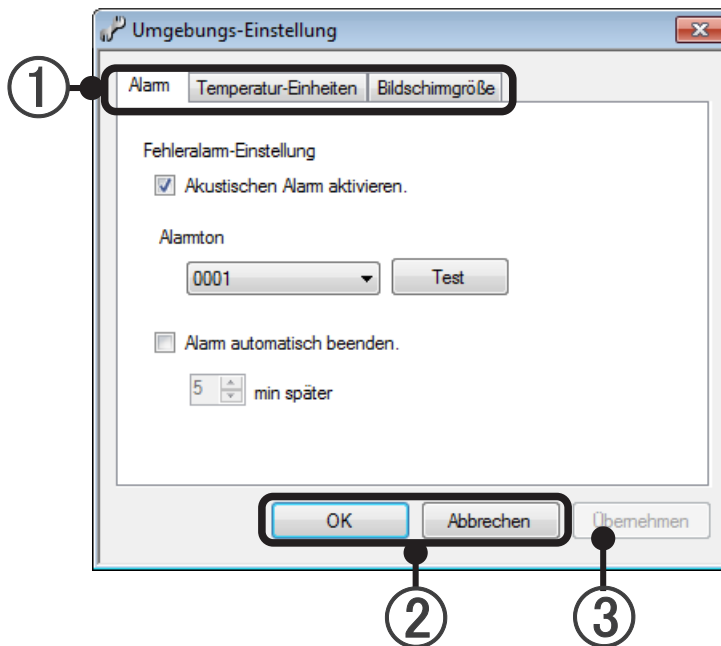 Umgebungs-Einstellung
1
Alarm Temperatur-Einheiten Bildschirmgröße
Fehleralarm-Einstellung
Akustischen Alarm aktivieren.
Alarmton
0001 Test
Alarm automatisch beenden.
5 min später
OK Abbrechen Übernehmen
2 3